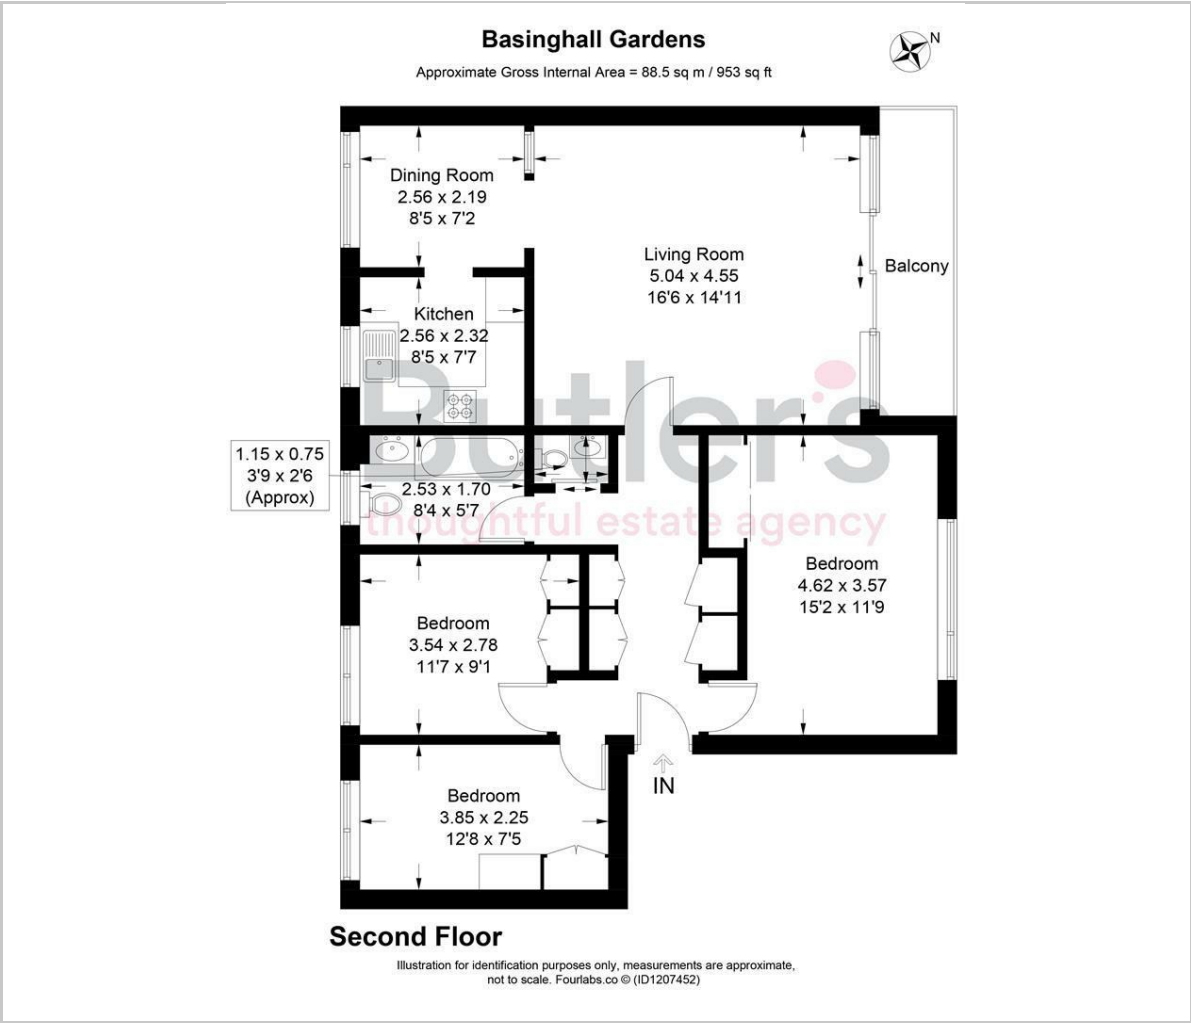 Basinghall Gardens
Approximate Gross Internal Area = 88.5 sq m / 953 sq ft
N
Dining Room
2.56 x 2.19
8'5 x 7'2
Living Room
5.04 x 4.55
16'6 x 14'11
Balcony
Kitchen
2.56 x 2.32
8'5 x 7'7
Butler's
thoughtful estate agency
1.15 x 0.75
3'9 x 2'6
(Approx)
2.53 x 1.70
8'4 x 5'7
Bedroom
4.62 x 3.57
15'2 x 11'9
Bedroom
3.54 x 2.78
11'7 x 9'1
IN
Bedroom
3.85 x 2.25
12'8 x 7'5
Second Floor
Illustration for identification purposes only, measurements are approximate,
not to scale. Fourlabs.co © (ID1207452)